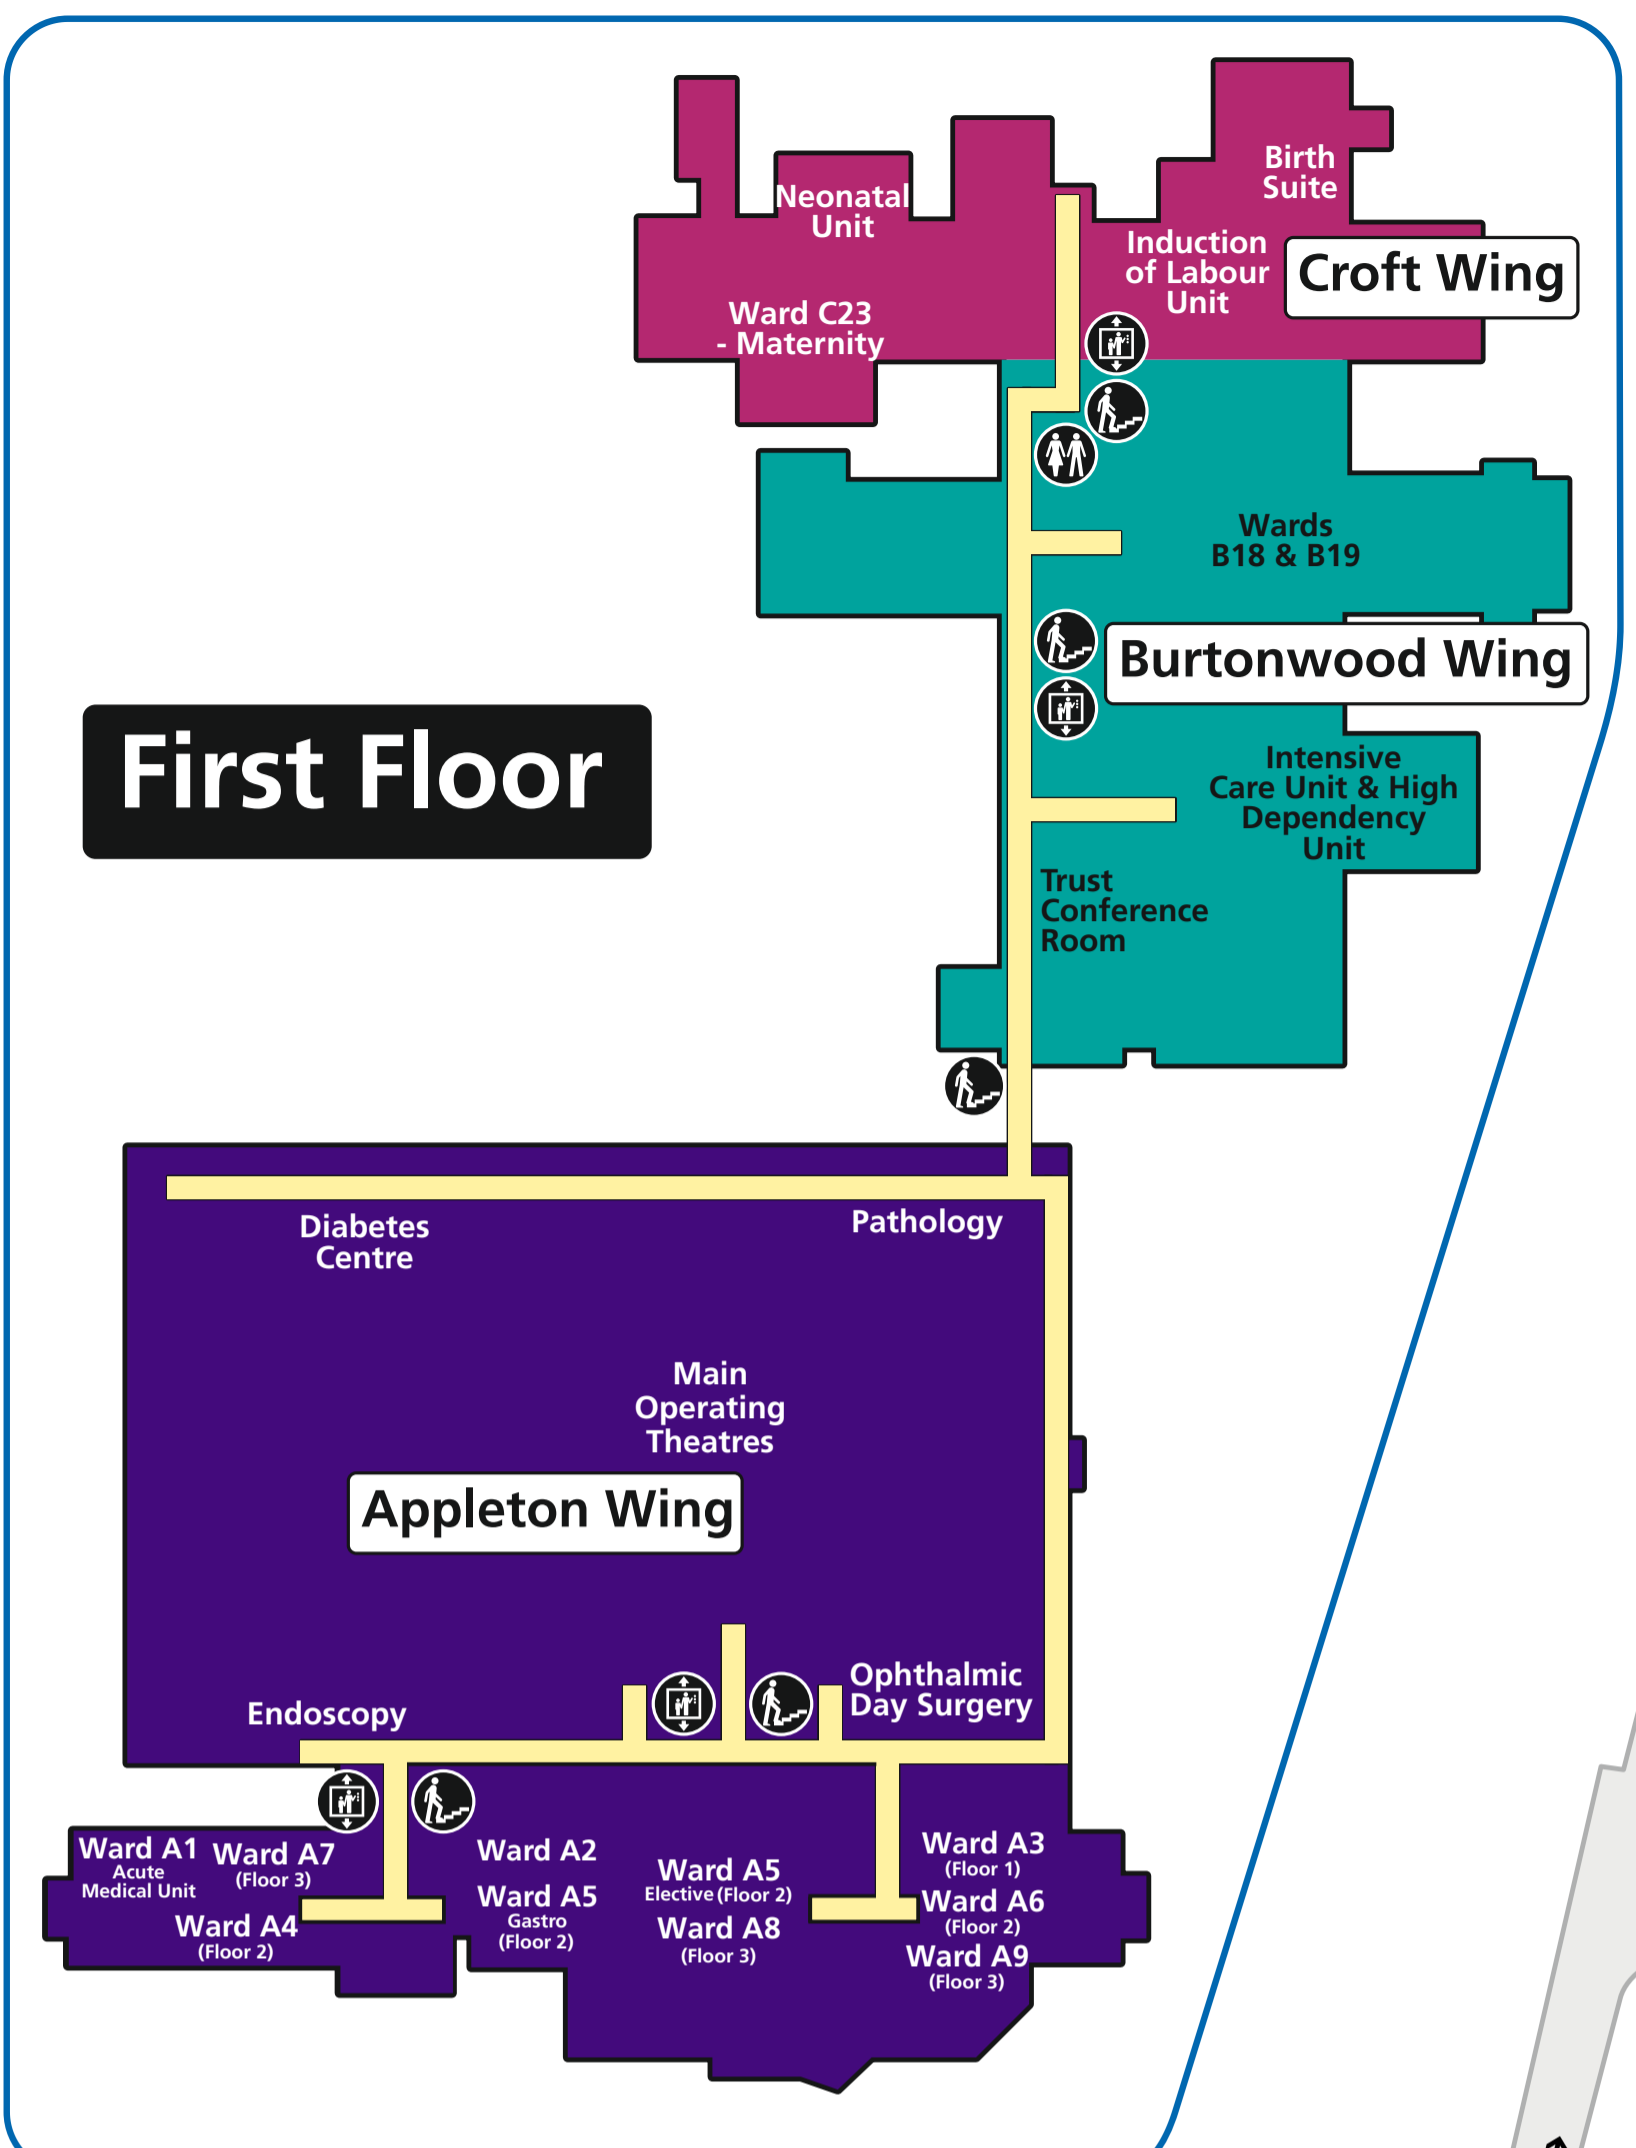 Birth
Suite
Neonatal
Unit
Induction
of Labour
Unit
Croft Wing
Ward C23
- Maternity
Wards
B18 & B19
Burtonwood Wing
First Floor
Intensive
Care Unit & High
Dependency
Unit
Trust
Conference
Room
Diabetes
Centre
Pathology
Main
Operating
Theatres
Appleton Wing
Ophthalmic
Day Surgery
Endoscopy
Ward A1
Acute
Medical Unit
Ward A7
(Floor 3)
Ward A4
(Floor 2)
Ward A2
Ward A5
Gastro
(Floor 2)
Ward A5
Elective (Floor 2)
Ward A8
(Floor 3)
Ward A3
(Floor 1)
Ward A6
(Floor 2)
Ward A9
(Floor 3)